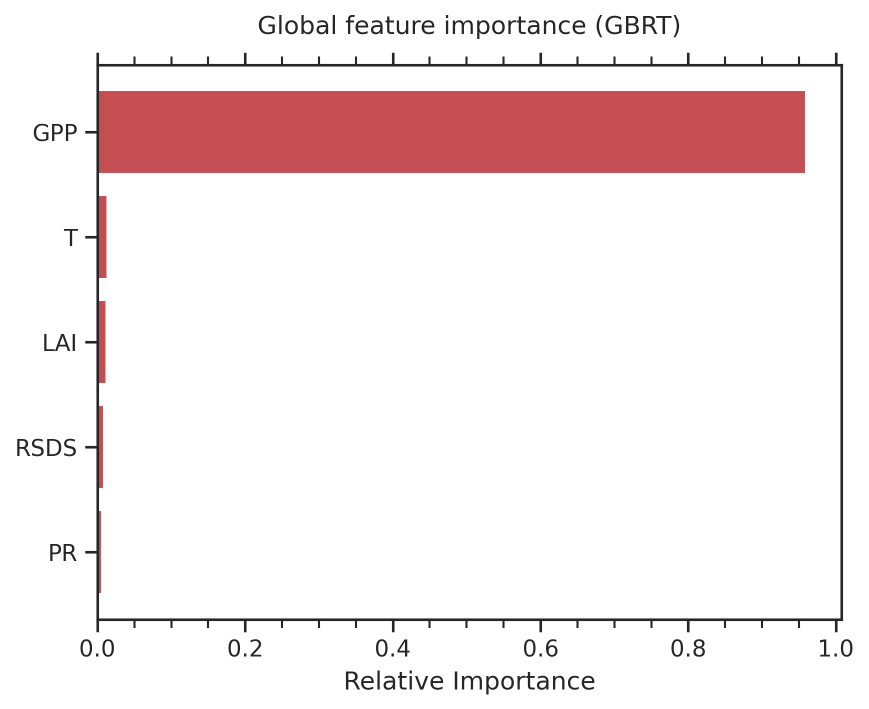 Global feature importance (GBRT)
GPP
T
LAI
RSDS
PR
0.0 0.2 0.4 0.6 0.8 1.0
Relative Importance